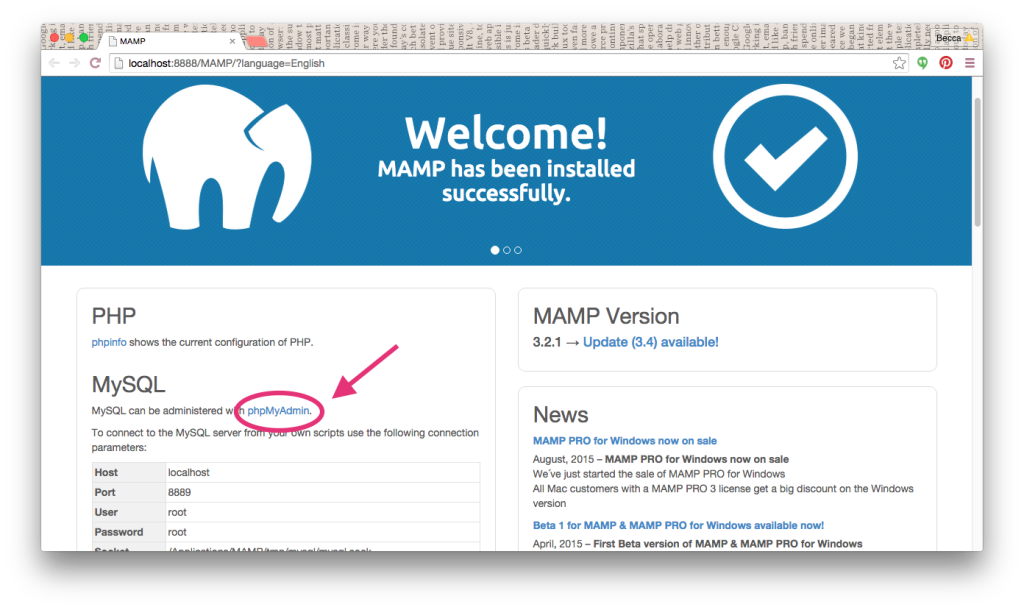 MAMP
Becca
localhost:8888/MAMP/?language=English
Welcome!
MAMP has been installed
successfully.
PHP
phpinfo shows the current configuration of PHP.
MySQL
MySQL can be administered with phpMyAdmin.
To connect to the MySQL server from your own scripts use the following connection
parameters:
Host localhost
Port 8889
User root
Password root
Socket /Applications/MAMP/tmp/mysql/mysql.sock
MAMP Version
3.2.1 → Update (3.4) available!
News
MAMP PRO for Windows now on sale
August, 2015 – MAMP PRO for Windows now on sale
We've just started the sale of MAMP PRO for Windows
All Mac customers with a MAMP PRO 3 license get a big discount on the Windows
version
Beta 1 for MAMP & MAMP PRO for Windows available now!
April, 2015 – First Beta version of MAMP & MAMP PRO for Windows